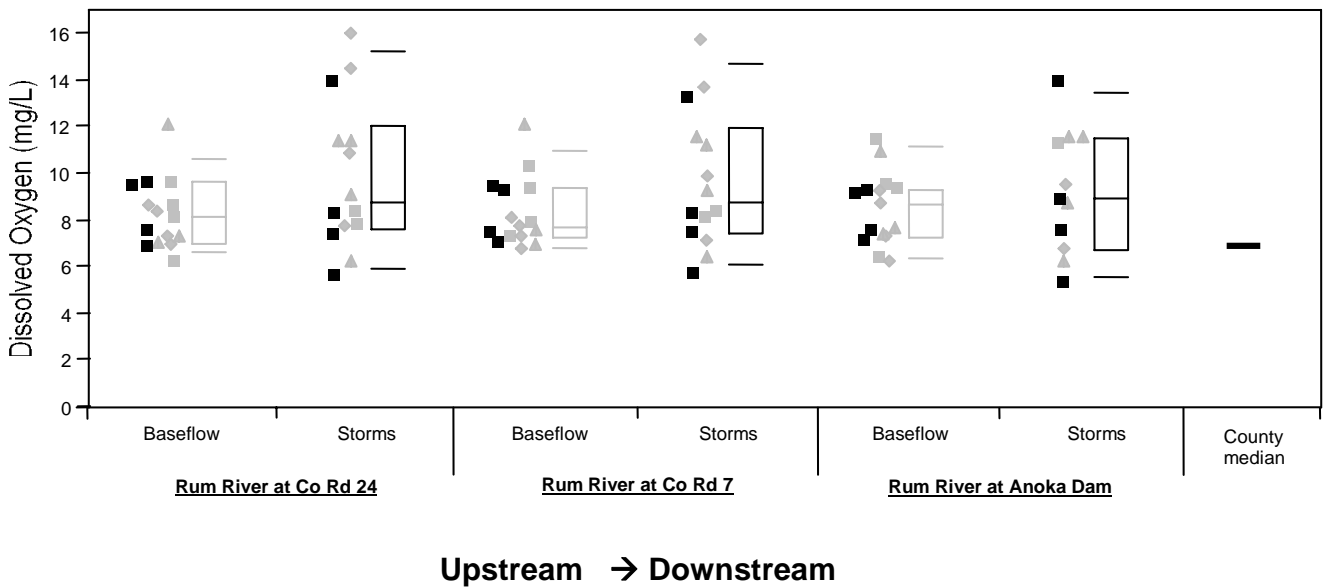 Dissolved Oxygen (mg/L)
16
14
12
10
8
6
4
2
0
Baseflow Storms Baseflow Storms Baseflow Storms County
median
Rum River at Co Rd 24 Rum River at Co Rd 7 Rum River at Anoka Dam
Upstream → Downstream